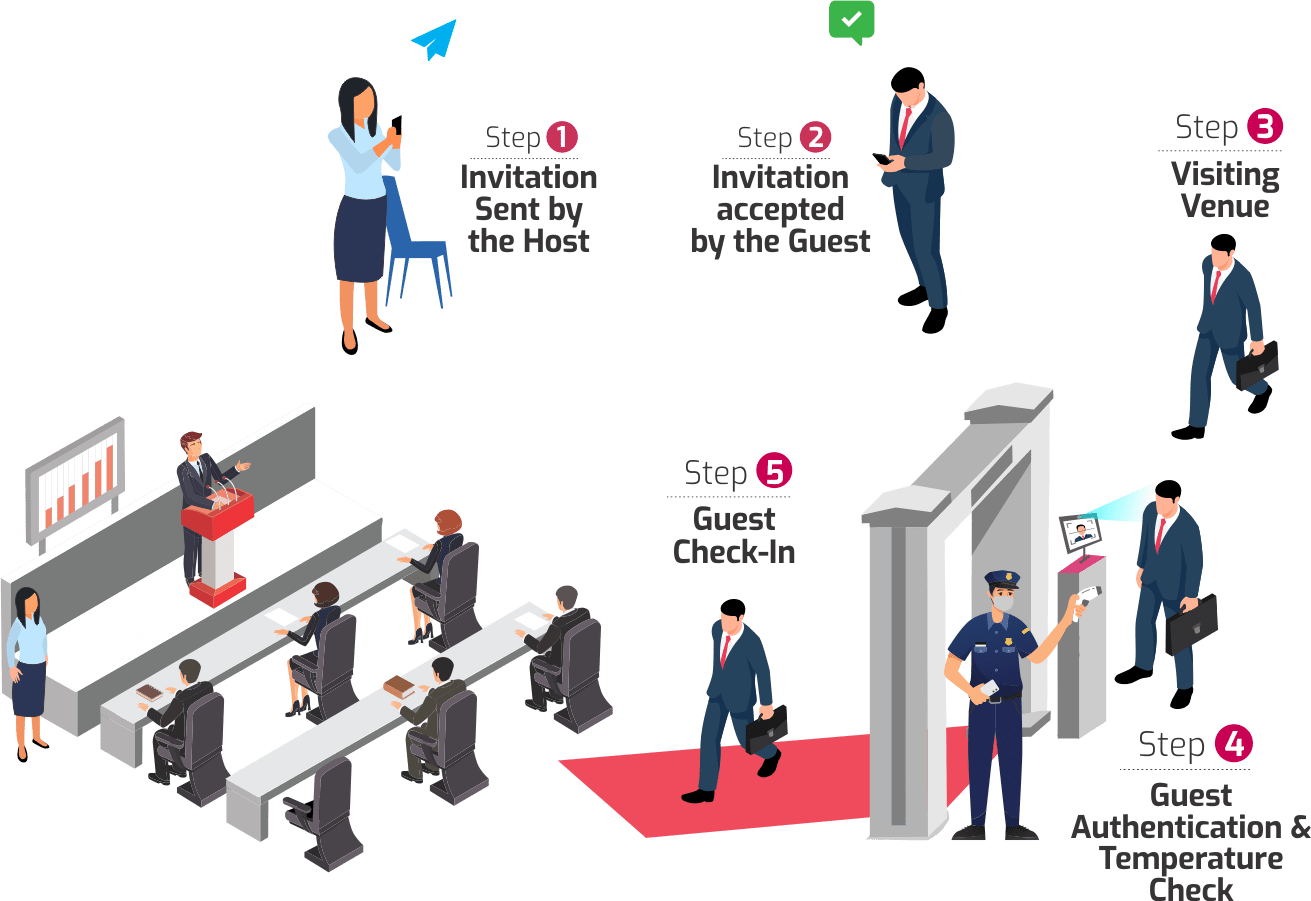 Step 1
Invitation
Sent by
the Host
Step 2
Invitation
accepted
by the Guest
Step 3
Visiting
Venue
Step 4
Guest
Authentication &
Temperature
Check
Step 5
Guest
Check-In